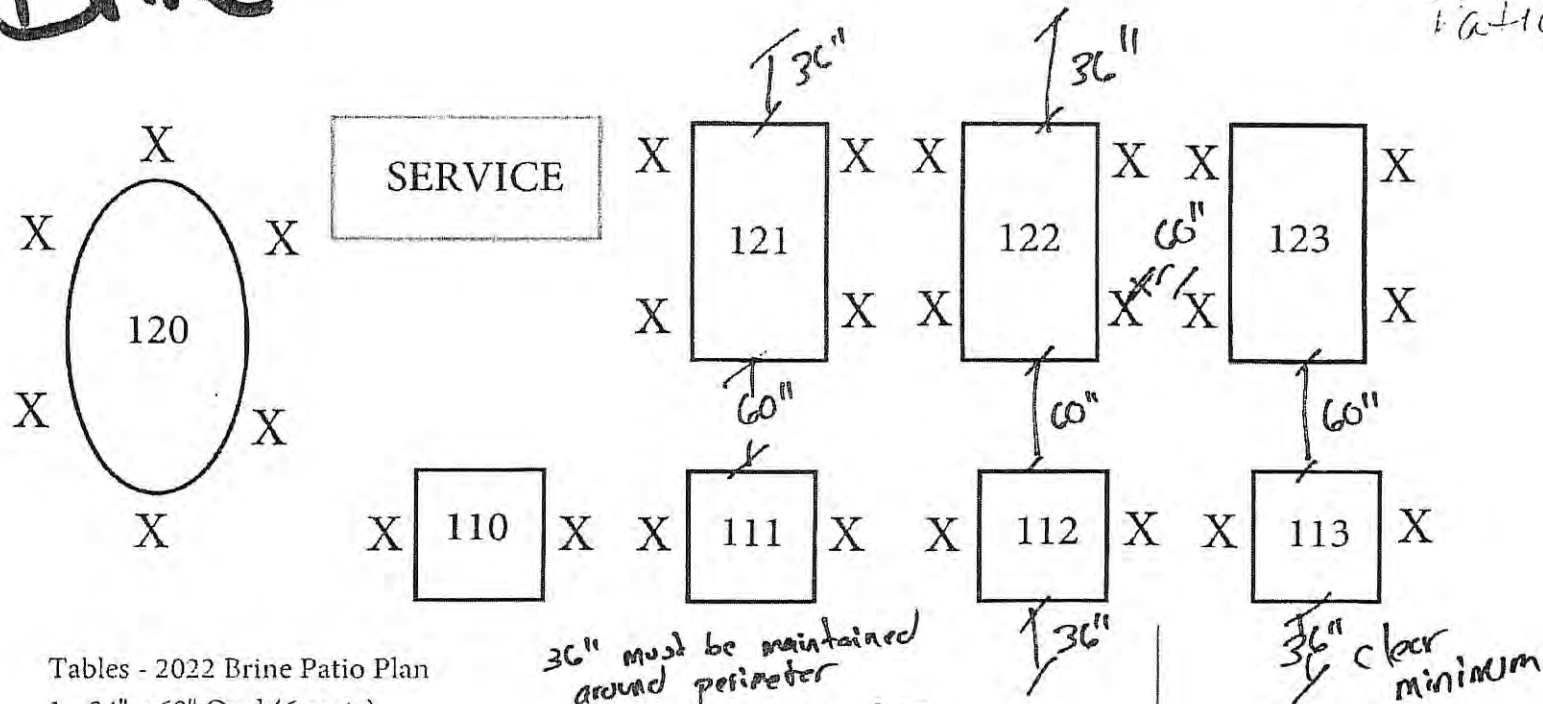 Brine
36"
36"
X
SERVICE
X X X X X X
X X
121 122 60" 123
120
X X X X X X
X X
60" 60" 60"
X 110 X X 111 X X 112 X X 113 X
X
36" must be maintained
around perimeter
36"
36" clear
minimum
Tables - 2022 Brine Patio Plan